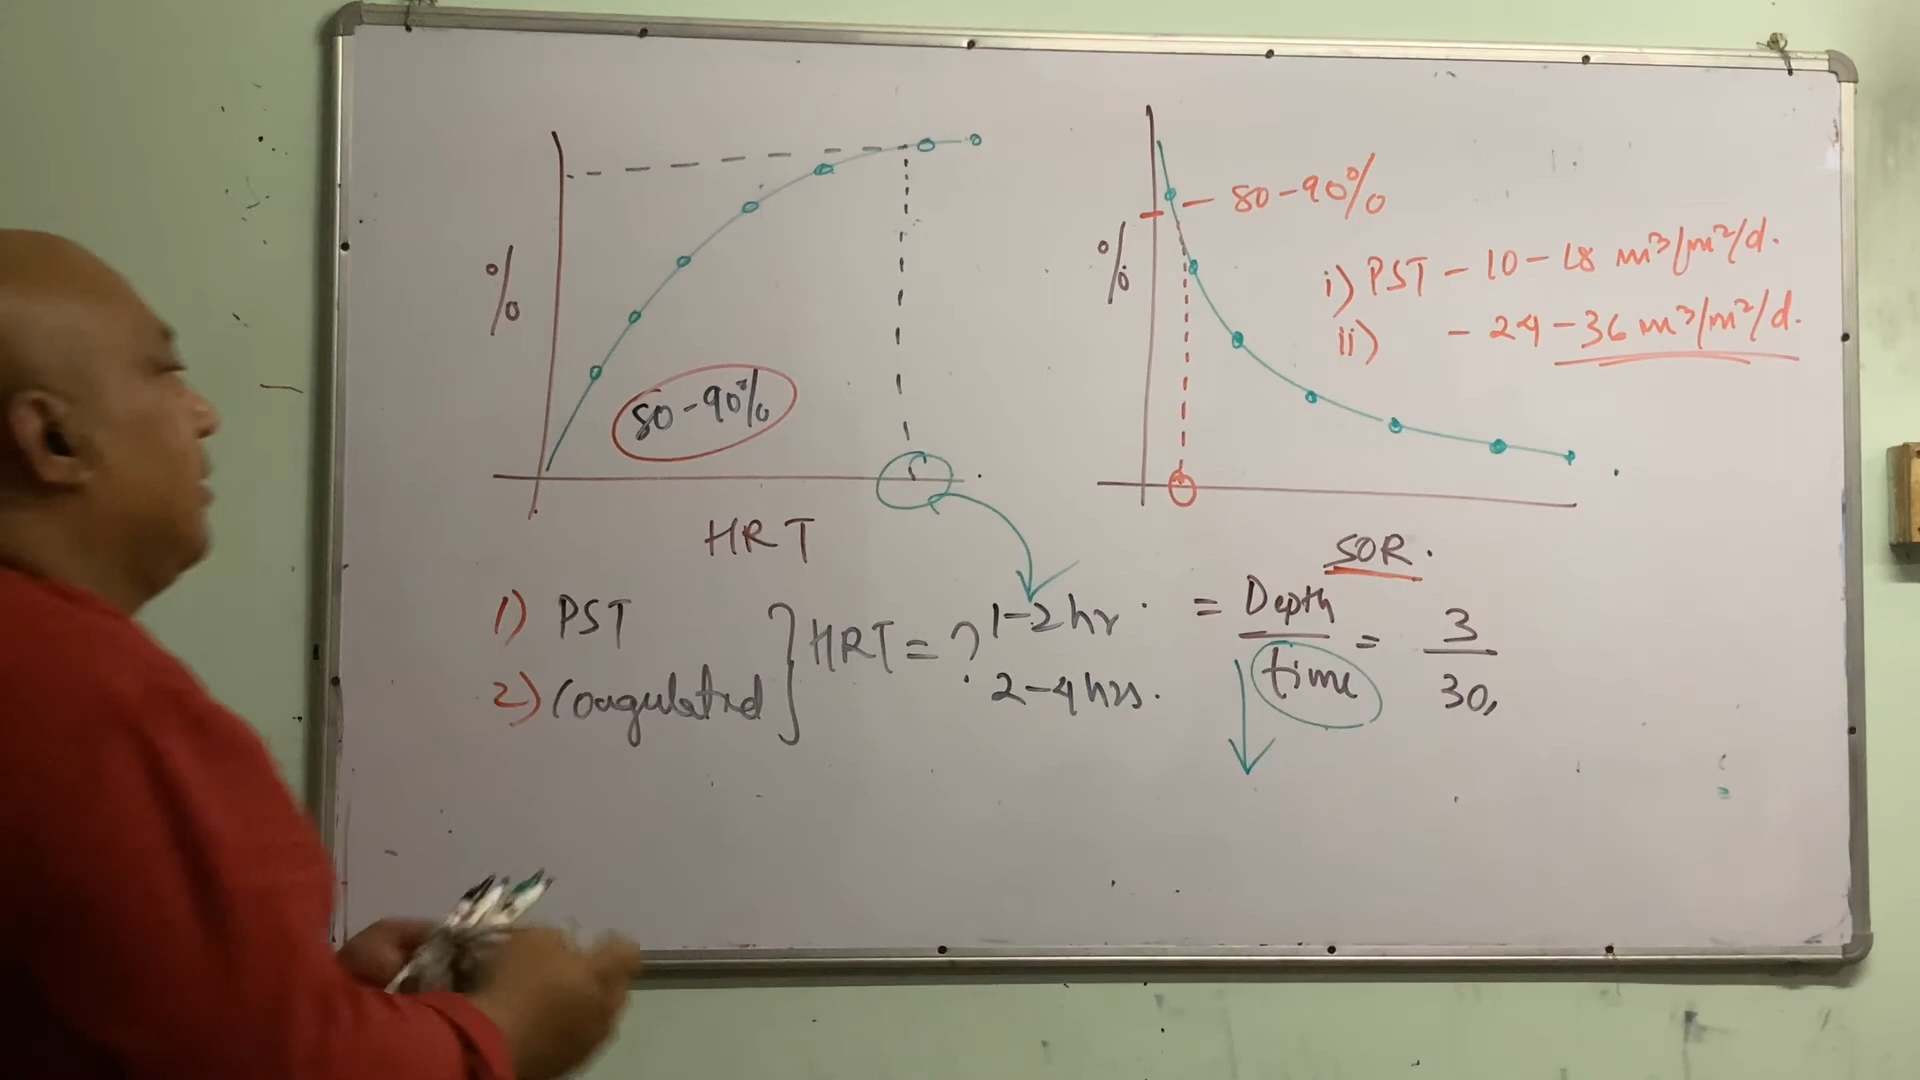 %
80-90%
HRT
80-90%
%
i) PST - 10-18 m³/m²/d.
ii) - 24-36 m³/m²/d.
SOR.
1) PST
2) Coagulated
HRT = ? 1-2 hr.
2-4 hrs.
= Depth / time = 3 / 30,